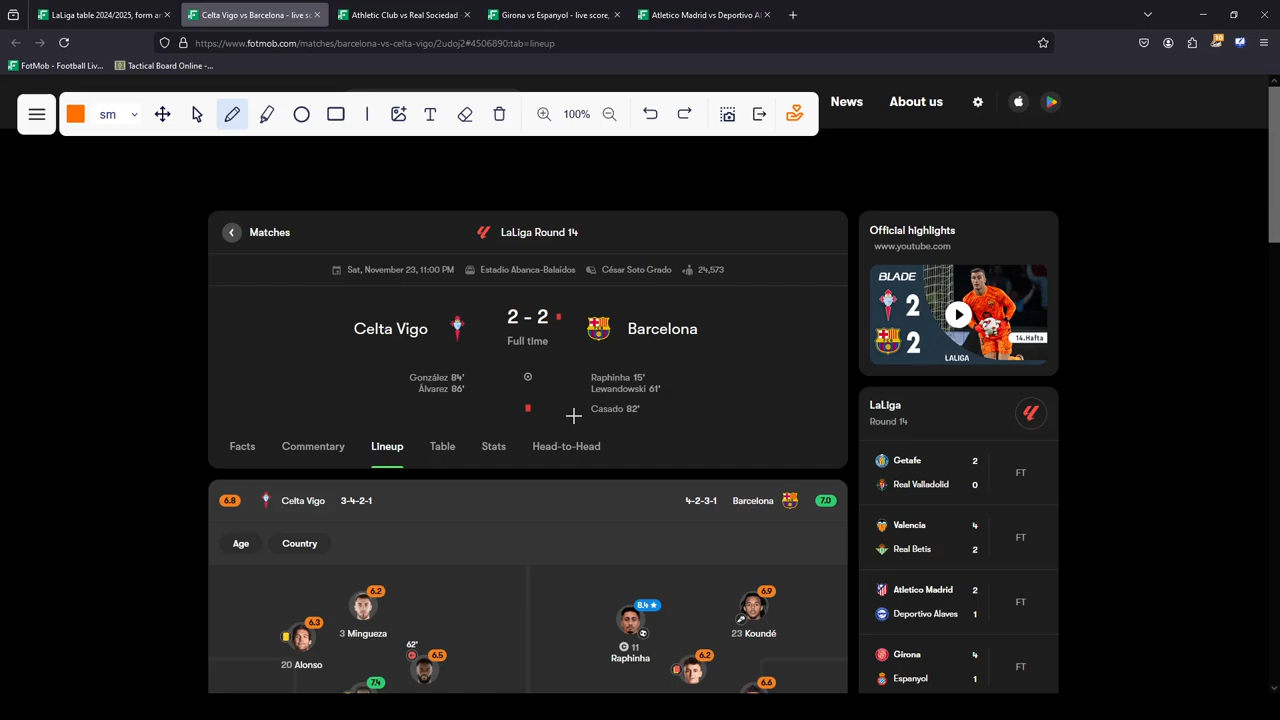 LaLiga table 2024/2025, form ar
Celta Vigo vs Barcelona - live sc
Athletic Club vs Real Sociedad
Girona vs Espanyol - live score,
Atletico Madrid vs Deportivo Al
https://www.fotmob.com/matches/barcelona-vs-celta-vigo/2udoj2#4506890:tab=lineup
10
FotMob - Football Liv...
Tactical Board Online -...
sm
100%
News
About us
Matches
LaLiga Round 14
Sat, November 23, 11:00 PM
Estadio Abanca-Balaídos
César Soto Grado
24,573
Celta Vigo
2 - 2
Full time
Barcelona
González 84'
Álvarez 86'
Raphinha 15'
Lewandowski 61'
Casado 82'
Facts
Commentary
Lineup
Table
Stats
Head-to-Head
6.8
Celta Vigo
3-4-2-1
4-2-3-1
Barcelona
7.0
Age
Country
6.2
3 Mingueza
6.3
20 Alonso
62'
6.5
7.4
8.4
C 11
Raphinha
6.9
23 Koundé
6.2
6.6
Official highlights
www.youtube.com
BLADE
2
2
14.Hafta
LALIGA
LaLiga
Round 14
Getafe 2
FT
Real Valladolid 0
Valencia 4
FT
Real Betis 2
Atletico Madrid 2
FT
Deportivo Alaves 1
Girona 4
FT
Espanyol 1